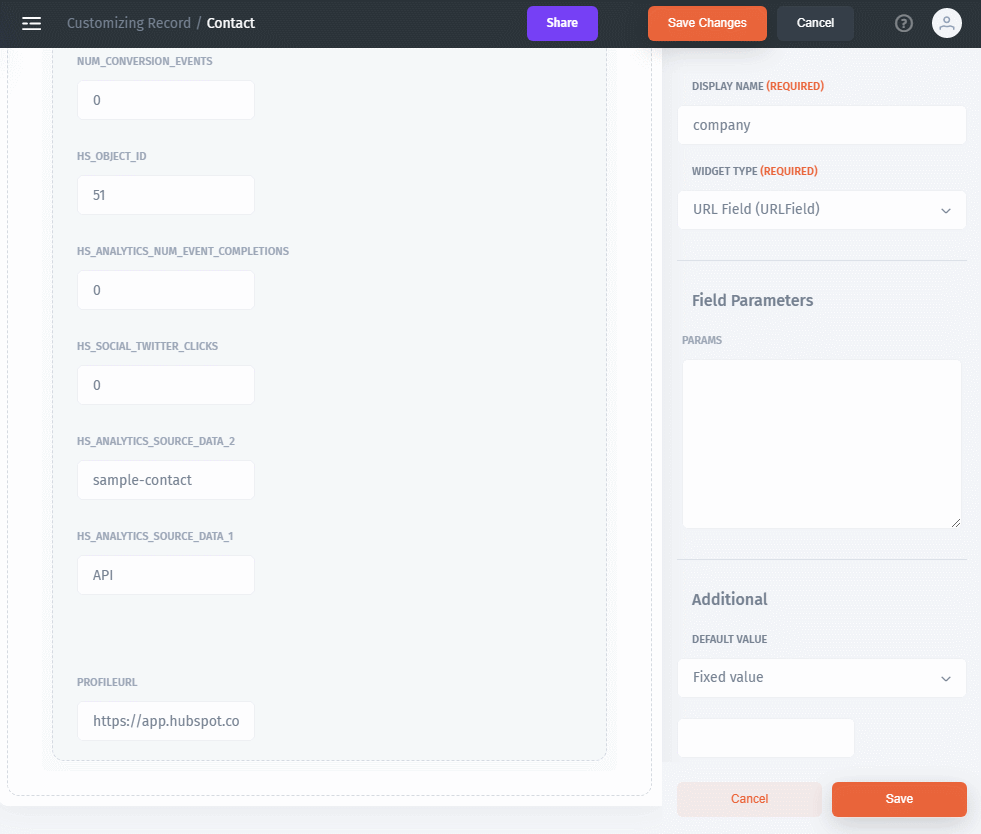 Customizing Record / Contact
Share
Save Changes
Cancel
?
NUM_CONVERSION_EVENTS
0
HS_OBJECT_ID
51
HS_ANALYTICS_NUM_EVENT_COMPLETIONS
0
HS_SOCIAL_TWITTER_CLICKS
0
HS_ANALYTICS_SOURCE_DATA_2
sample-contact
HS_ANALYTICS_SOURCE_DATA_1
API
PROFILEURL
https://app.hubspot.co
DISPLAY NAME (REQUIRED)
company
WIDGET TYPE (REQUIRED)
URL Field (URLField)
Field Parameters
PARAMS
Additional
DEFAULT VALUE
Fixed value
Cancel
Save